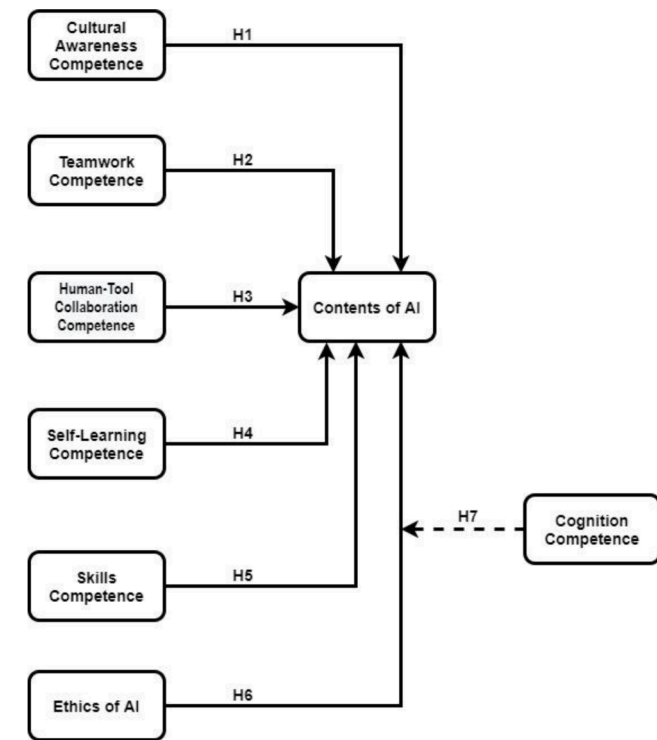 Cultural
Awareness
Competence
H1
Teamwork
Competence
H2
Human-Tool
Collaboration
Competence
H3
Contents of AI
Self-Learning
Competence
H4
H7
Cognition
Competence
Skills
Competence
H5
Ethics of AI
H6